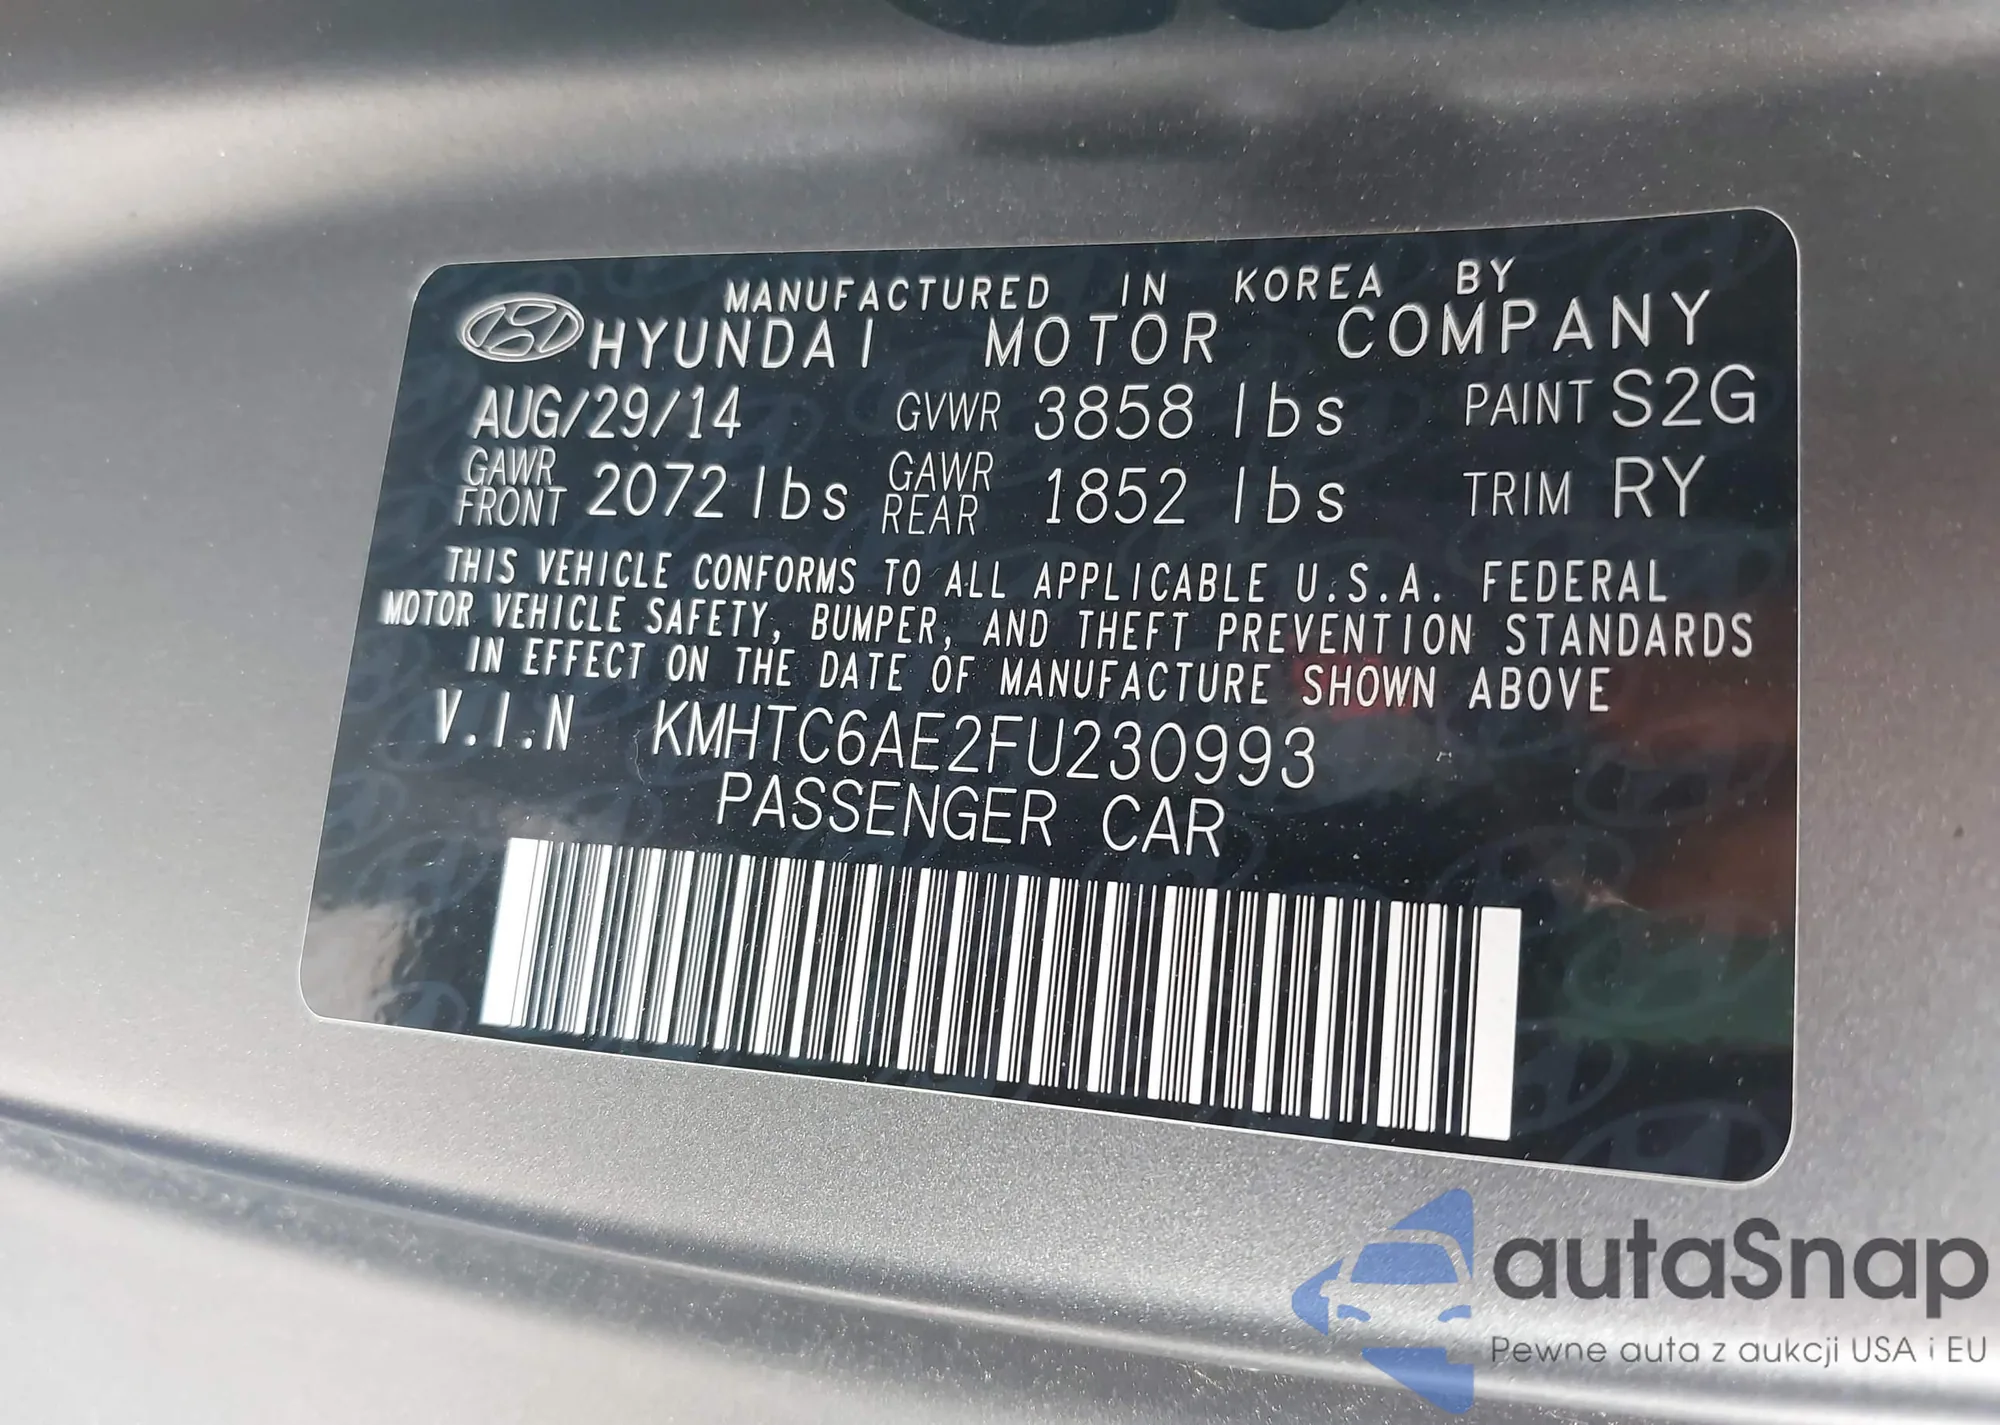 MANUFACTURED IN KOREA BY
HYUNDAI MOTOR COMPANY
AUG/29/14 GVWR 3858 lbs PAINT S2G
GAWR FRONT 2072 lbs GAWR REAR 1852 lbs TRIM RY
THIS VEHICLE CONFORMS TO ALL APPLICABLE U.S.A. FEDERAL
MOTOR VEHICLE SAFETY, BUMPER, AND THEFT PREVENTION STANDARDS
IN EFFECT ON THE DATE OF MANUFACTURE SHOWN ABOVE
V.I.N KMHTC6AE2FU230993
PASSENGER CAR
autaSnap
Pewne auta z aukcji USA i EU